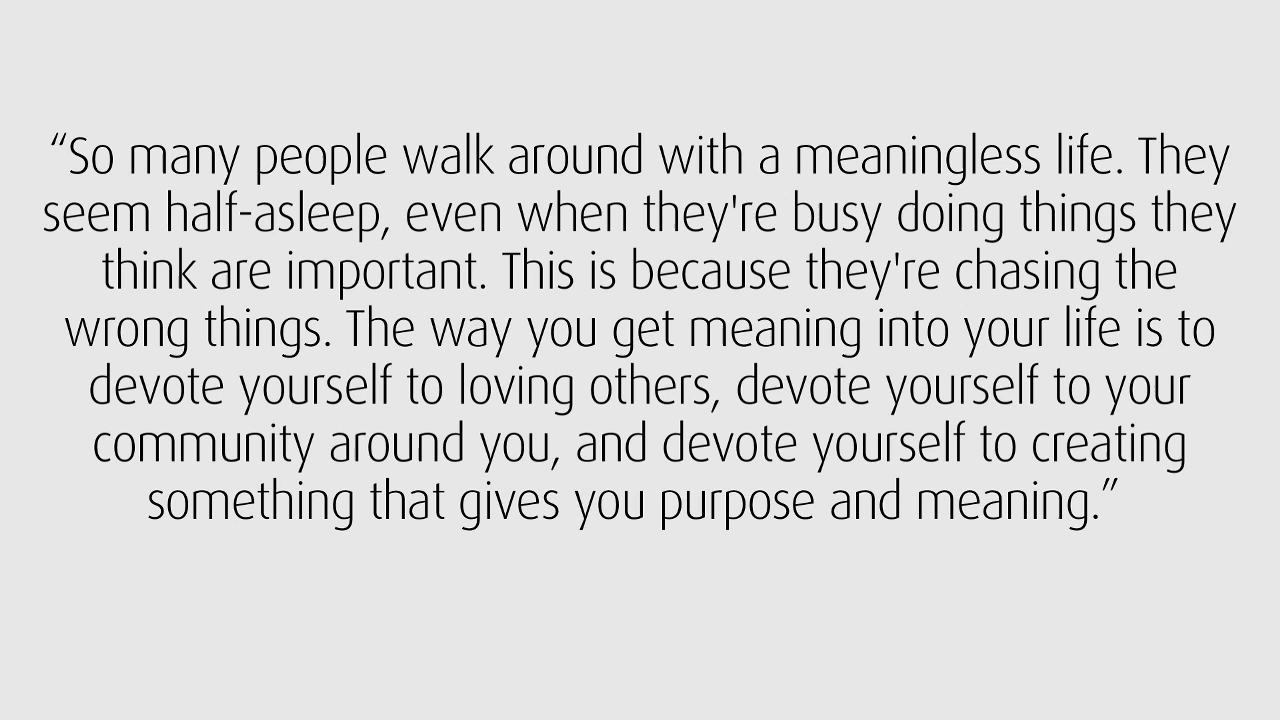 “So many people walk around with a meaningless life. They
seem half-asleep, even when they're busy doing things they
think are important. This is because they're chasing the
wrong things. The way you get meaning into your life is to
devote yourself to loving others, devote yourself to your
community around you, and devote yourself to creating
something that gives you purpose and meaning.”